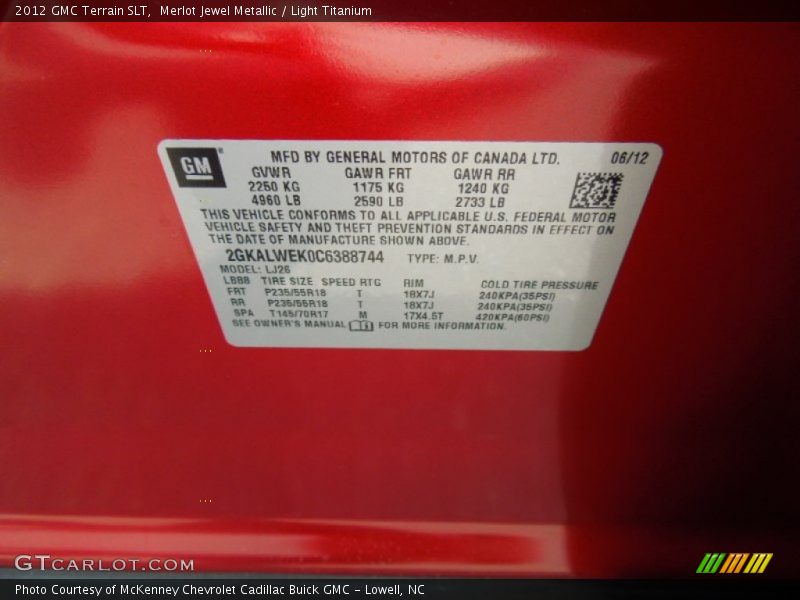 2012 GMC Terrain SLT,  Merlot Jewel Metallic / Light Titanium
GM
MFD BY GENERAL MOTORS OF CANADA LTD. 06/12
GVWR GAWR FRT GAWR RR
2250 KG 1175 KG 1240 KG
4960 LB 2590 LB 2733 LB
THIS VEHICLE CONFORMS TO ALL APPLICABLE U.S. FEDERAL MOTOR
VEHICLE SAFETY AND THEFT PREVENTION STANDARDS IN EFFECT ON
THE DATE OF MANUFACTURE SHOWN ABOVE.
2GKALWEK0C6388744 TYPE: M.P.V.
MODEL: LJ26
L888 TIRE SIZE SPEED RTG RIM COLD TIRE PRESSURE
FRT P235/55R18 T 18X7J 240KPA(35PSI)
RR P235/55R18 T 18X7J 240KPA(35PSI)
SPA T145/70R17 M 17X4.5T 420KPA(60PSI)
SEE OWNER'S MANUAL FOR MORE INFORMATION.
GTCARLOT.COM
Photo Courtesy of McKenney Chevrolet Cadillac Buick GMC - Lowell, NC